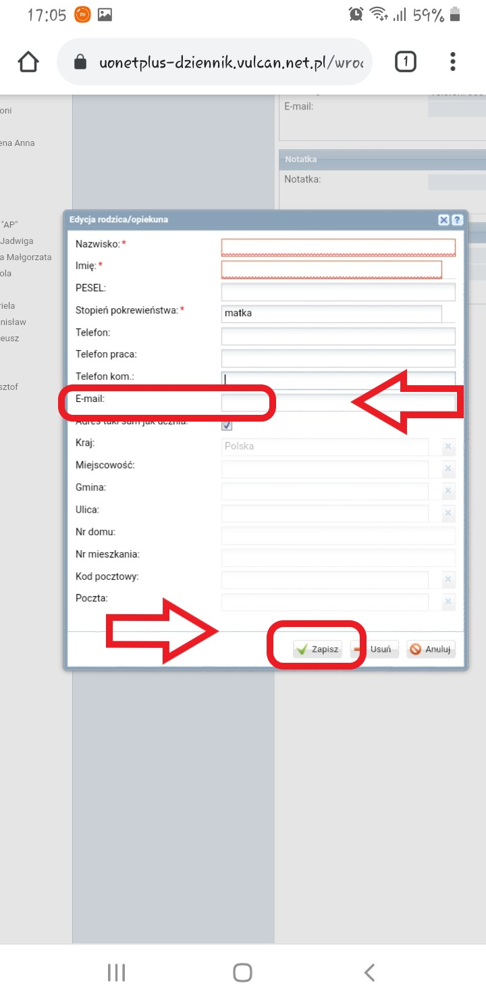 17:05
59%
uonetplus-dziennik.vulcan.net.pl/wroc
1
E-mail:
Notatka
Notatka:
oni
ena Anna
"AP"
Jadwiga
a Małgorzata
ola
riela
nisław
eusz
sztof
Edycja rodzica/opiekuna
Nazwisko:*
Imię:*
PESEL:
Stopień pokrewieństwa:* matka
Telefon:
Telefon praca:
Telefon kom.:
E-mail:
Adres taki sam jak ucznia:
Kraj: Polska
Miejscowość:
Gmina:
Ulica:
Nr domu:
Nr mieszkania:
Kod pocztowy:
Poczta:
Zapisz Usuń Anuluj